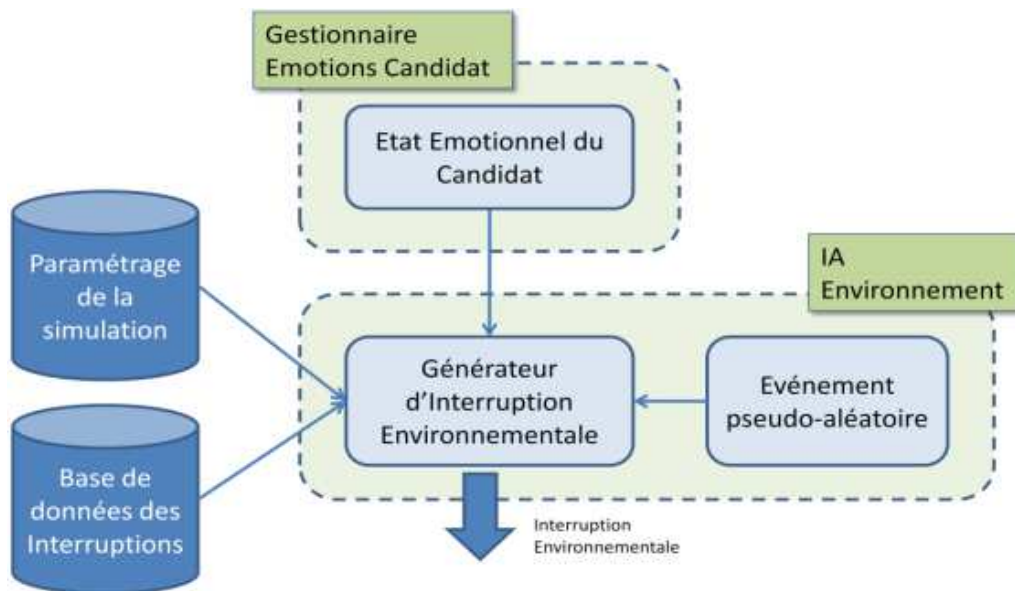 Gestionnaire
Emotions Candidat
Etat Emotionnel du
Candidat
IA
Environnement
Paramétrage
de la
simulation
Générateur
d'Interruption
Environnementale
Evénement
pseudo-aléatoire
Base de
données des
Interruptions
Interruption
Environnementale